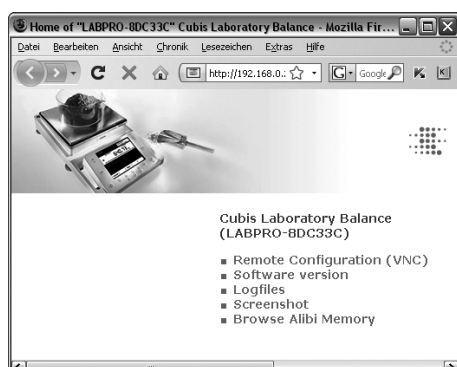 Home of "LABPRO-8DC33C" Cubis Laboratory Balance - Mozilla Fir...
Datei Bearbeiten Ansicht Chronik Lesezeichen Extras Hilfe
http://192.168.0.: G Google
Cubis Laboratory Balance
(LABPRO-8DC33C)
Remote Configuration (VNC)
Software version
Logfiles
Screenshot
Browse Alibi Memory